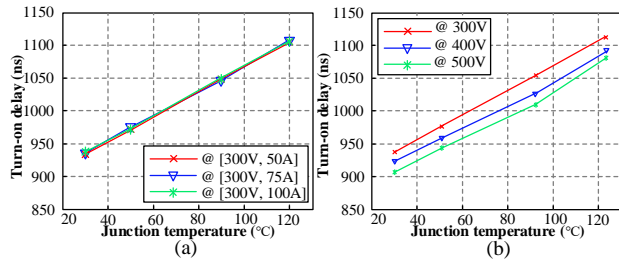 Turn-on delay (ns)
1100
1050
1000
950
900
850
1150
20 40 60 80 100 120
Junction temperature (°C)
@ [300V, 50A]
@ [300V, 75A]
@ [300V, 100A]
(a)
Turn-on delay (ns)
1150
1100
1050
1000
950
900
850
20 40 60 80 100 120
Junction temperature (°C)
@ 300V
@ 400V
@ 500V
(b)